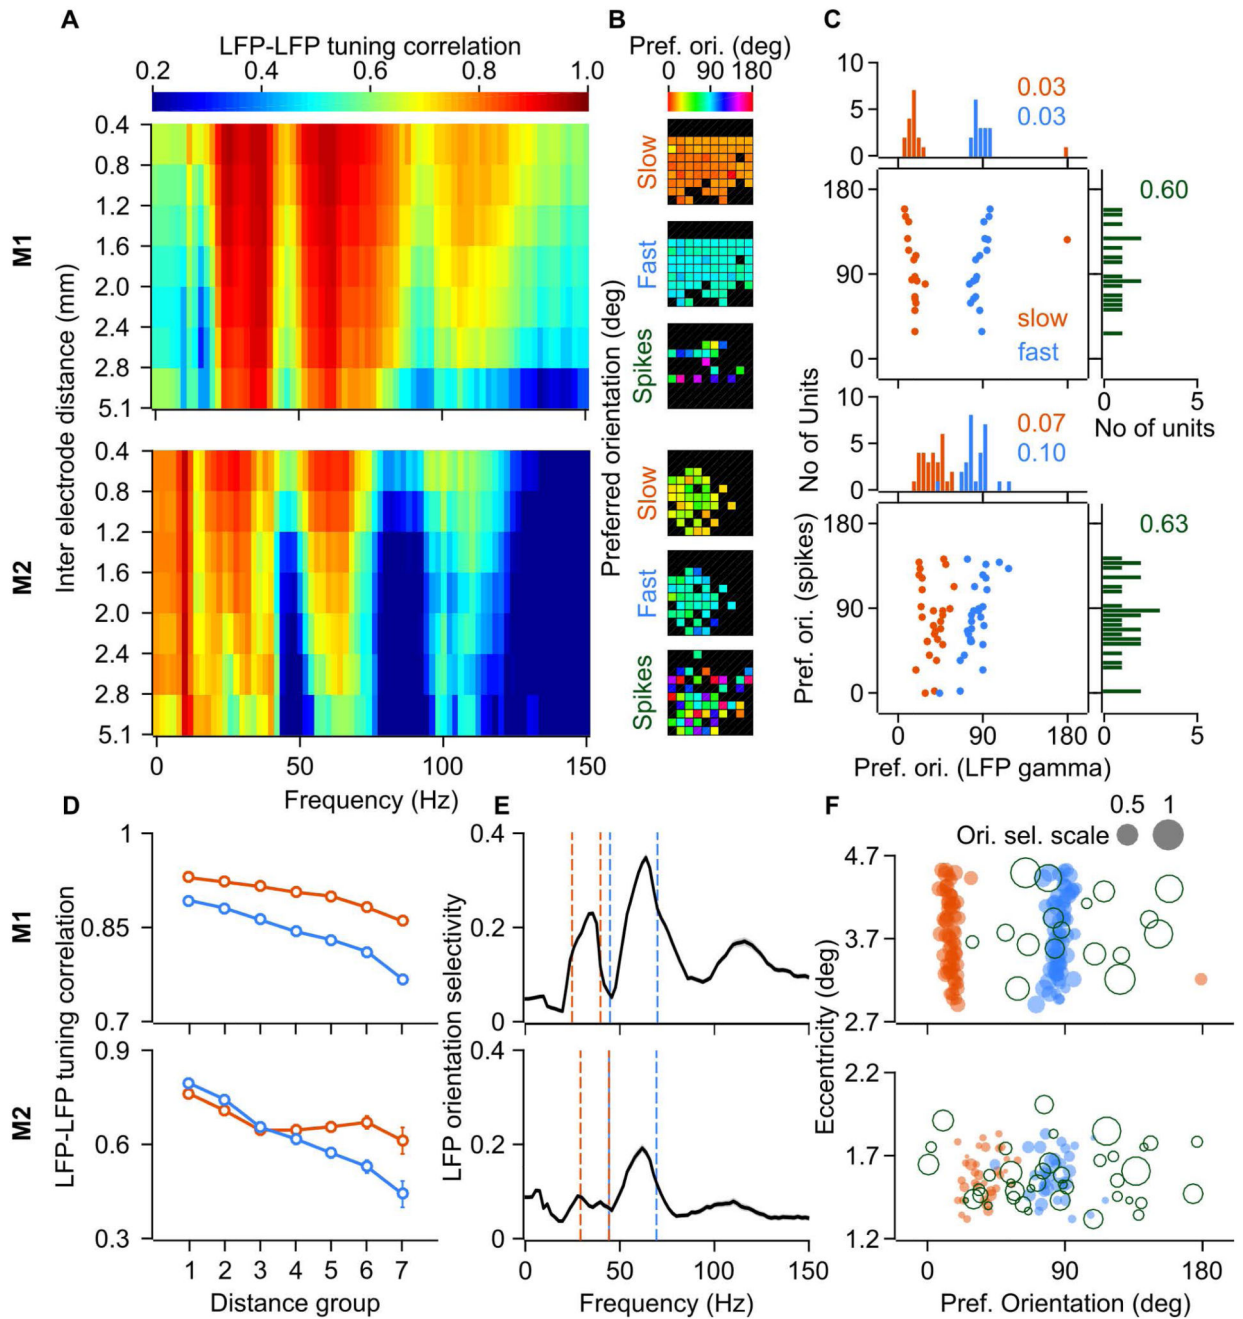 A
B
C
LFP-LFP tuning correlation
0.2 0.4 0.6 0.8 1.0
Pref. ori. (deg)
0 90 180
M1
Inter electrode distance (mm)
0.4
0.8
1.2
1.6
2.0
2.4
2.8
5.1
M2
0.4
0.8
1.2
1.6
2.0
2.4
2.8
5.1
0 50 100 150
Frequency (Hz)
Preferred orientation (deg)
Slow
Fast
Spikes
Slow
Fast
Spikes
10
5
0
0.03
0.03
180
90
0
slow
fast
0.60
0 5
No of units
No of Units
10
5
0
0.07
0.10
Pref. ori. (spikes)
180
90
0
0.63
0 90 180
Pref. ori. (LFP gamma)
0 5
D
E
F
M1
M2
LFP-LFP tuning correlation
1
0.85
0.7
0.9
0.6
0.3
1 2 3 4 5 6 7
Distance group
LFP orientation selectivity
0.4
0.2
0
0.4
0.2
0
0 50 100 150
Frequency (Hz)
0.5 1
Ori. sel. scale
Eccentricity (deg)
4.7
3.7
2.7
2.2
1.7
1.2
0 90 180
Pref. Orientation (deg)